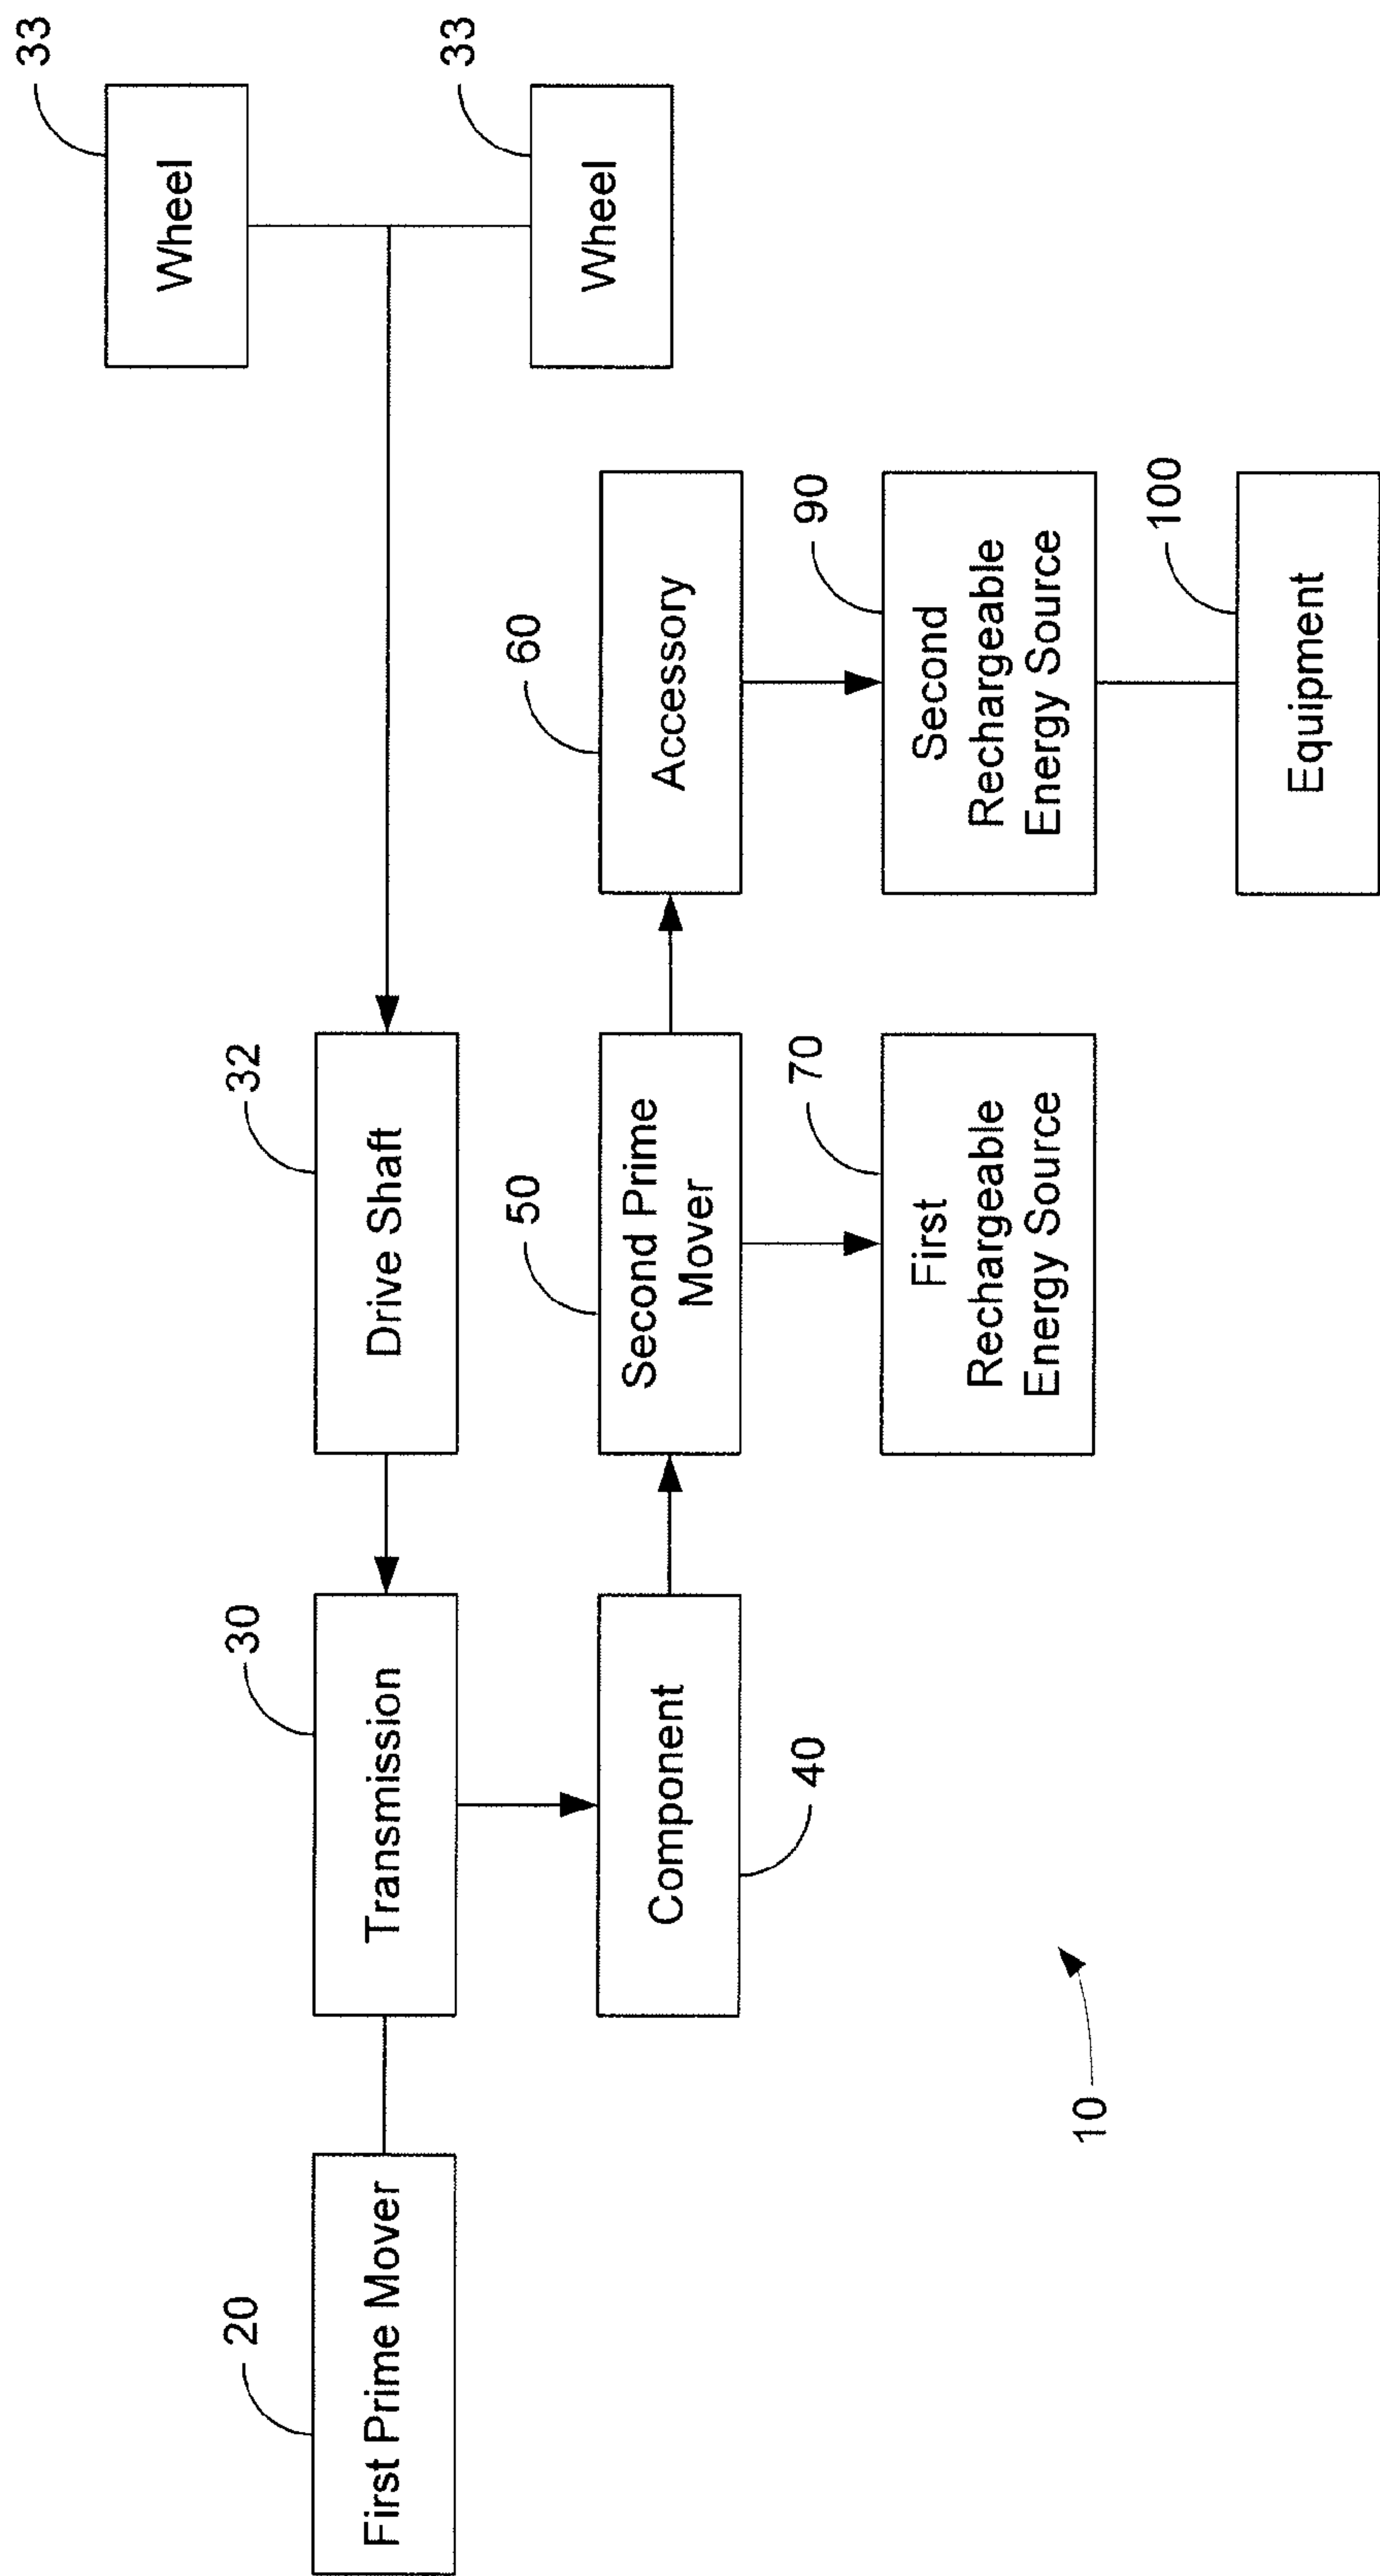 33
Wheel
33
Wheel
20
First Prime Mover
30
Transmission
32
Drive Shaft
40
Component
50
Second Prime
Mover
60
Accessory
70
First
Rechargeable
Energy Source
90
Second
Rechargeable
Energy Source
100
Equipment
10